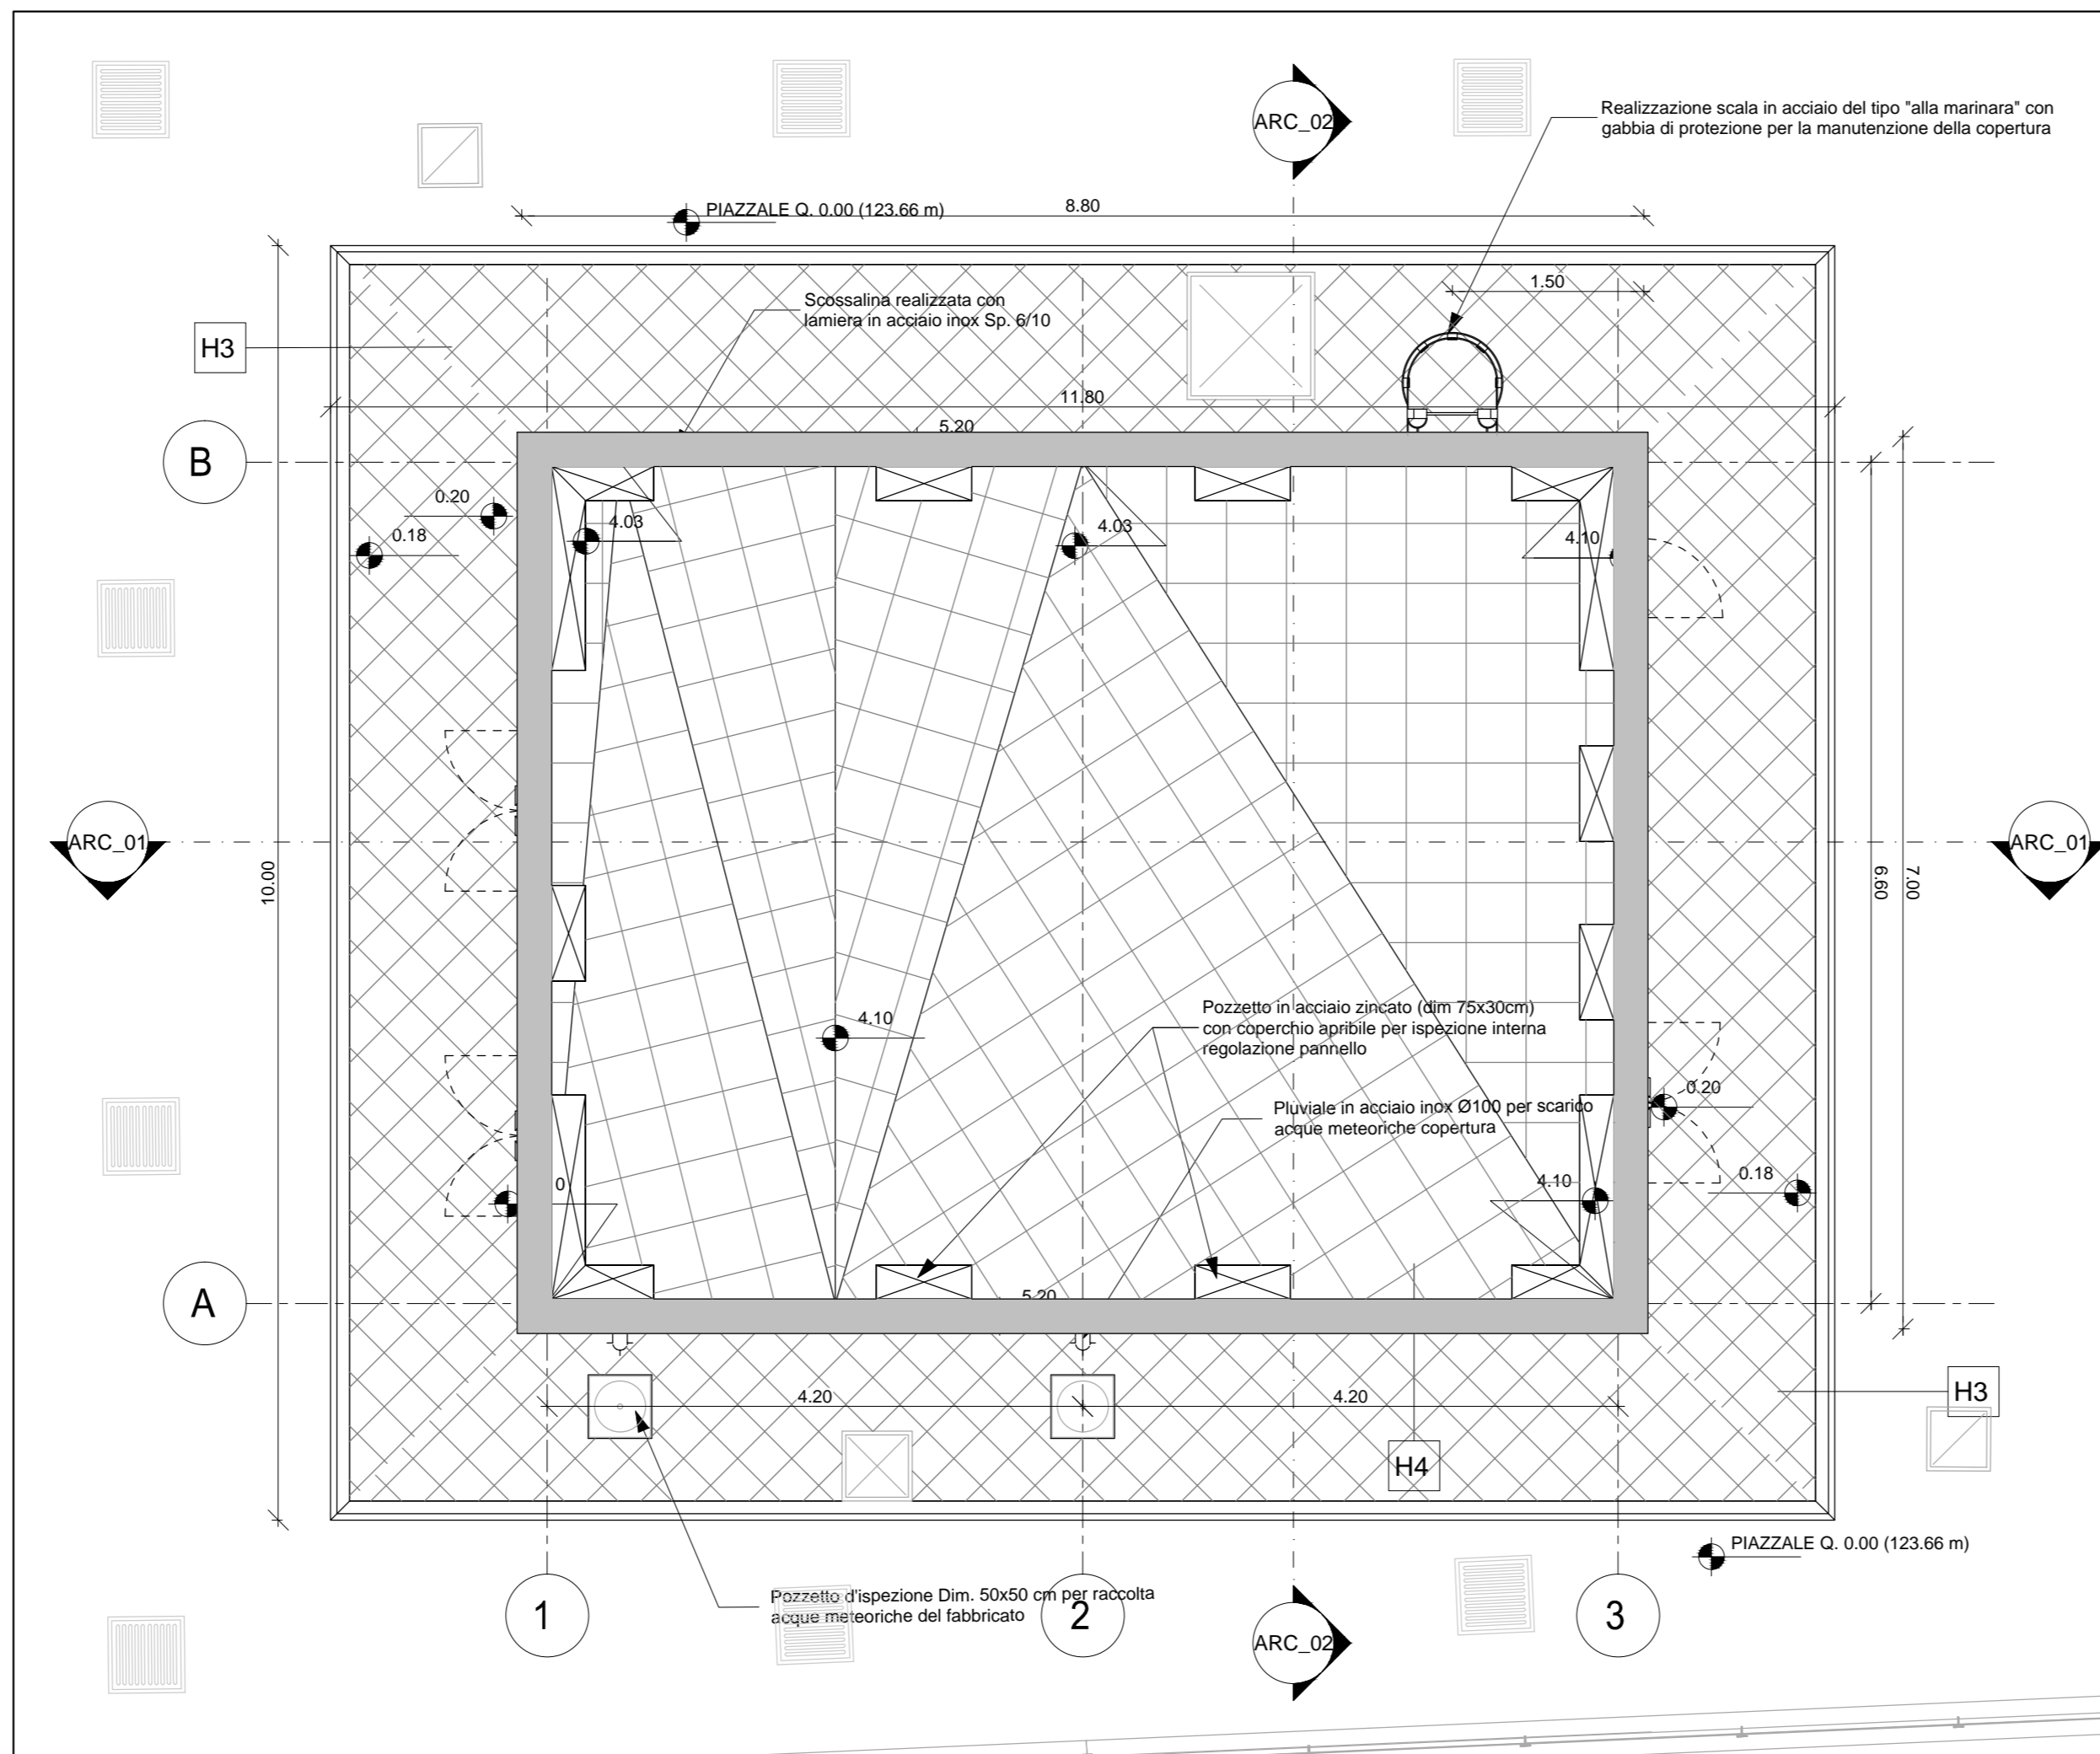 ARC_02
Realizzazione scala in acciaio del tipo "alla marinara" con
gabbia di protezione per la manutenzione della copertura
PIAZZALE Q. 0.00 (123.66 m)
8.80
1.50
Scossalina realizzata con
lamiera in acciaio inox Sp. 6/10
H3
11.80
5.20
B
0.20
0.18
4.03
4.03
4.10
ARC_01
ARC_01
10.00
6.60
7.00
Pozzetto in acciaio zincato (dim 75x30cm)
con coperchio apribile per ispezione interna
regolazione pannello
4.10
0.20
Pluviale in acciaio inox Ø100 per scarico
acque meteoriche copertura
0
4.10
0.18
A
5.20
4.20
4.20
H3
H4
PIAZZALE Q. 0.00 (123.66 m)
Pozzetto d'ispezione Dim. 50x50 cm per raccolta
acque meteoriche del fabbricato
1
2
3
ARC_02